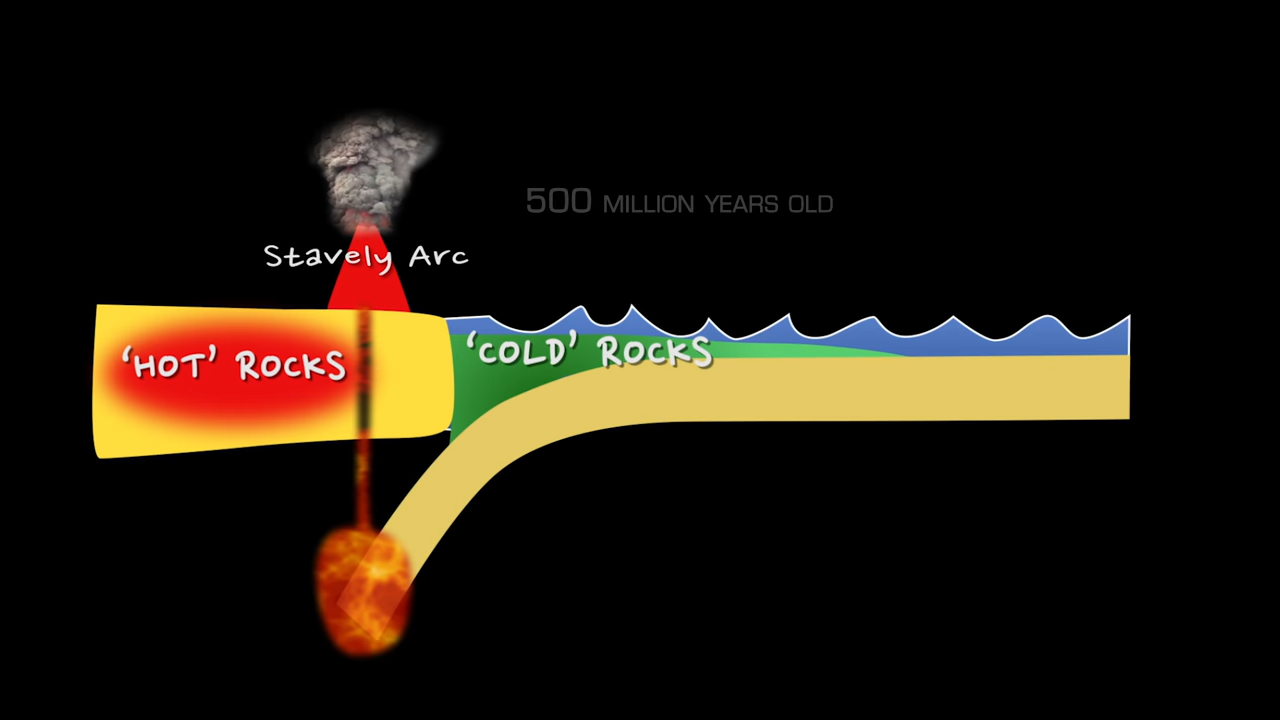 500 MILLION YEARS OLD
Stavely Arc
‘HOT’ ROCKS
‘COLD’ ROCKS